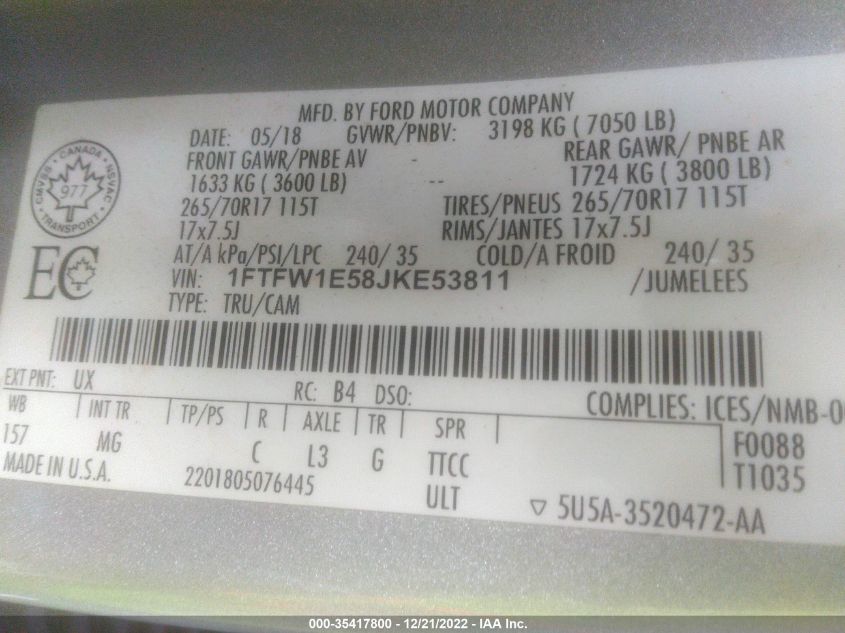 MFD. BY FORD MOTOR COMPANY
DATE: 05/18 GVWR/PNBV: 3198 KG ( 7050 LB)
FRONT GAWR/PNBE AV - REAR GAWR/ PNBE AR
1633 KG ( 3600 LB) -- 1724 KG ( 3800 LB)
265/70R17 115T TIRES/PNEUS 265/70R17 115T
17x7.5J RIMS/JANTES 17x7.5J
AT/A kPa/PSI/LPC 240/ 35 COLD/A FROID 240/ 35
VIN: 1FTFW1E58JKE53811 /JUMELEES
TYPE: TRU/CAM
CANADA
CMVSS NSVAC
977
TRANSPORT
EC
EXT PNT: UX RC: B4 DSO:
COMPLIES: ICES/NMB-0
WB INT TR TP/PS R AXLE TR SPR
157 MG C L3 G TTCC
F0088
T1035
MADE IN U.S.A. 2201805076445 ULT
▽ 5U5A-3520472-AA
000-35417800 - 12/21/2022 - IAA Inc.